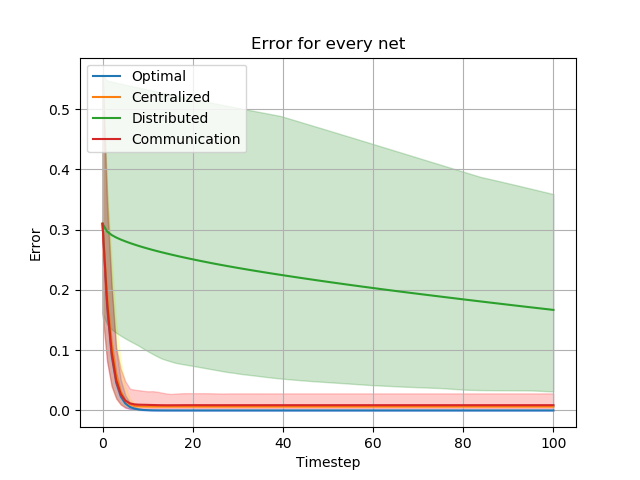 Error for every net
Optimal
Centralized
Distributed
Communication
Error
0.5
0.4
0.3
0.2
0.1
0.0
0 20 40 60 80 100
Timestep